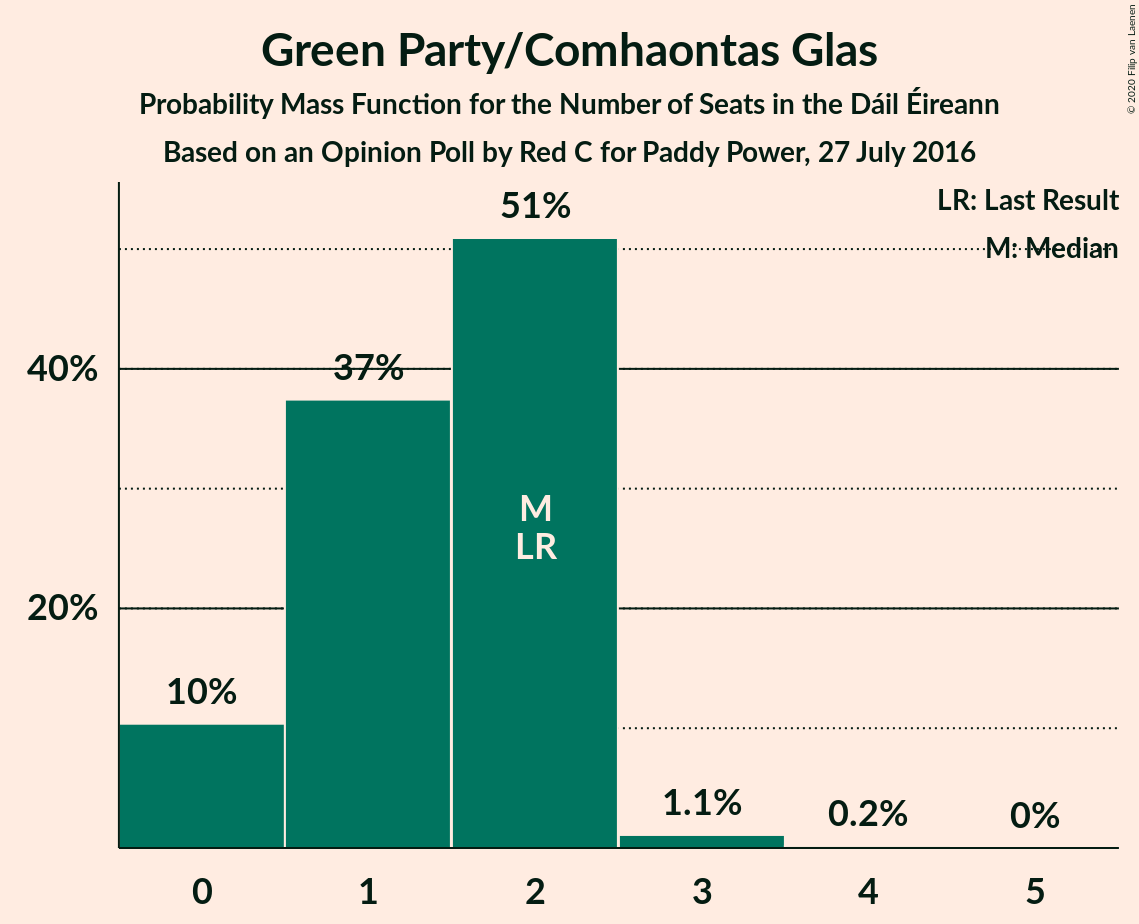 Green Party/Comhaontas Glas
Probability Mass Function for the Number of Seats in the Dáil Éireann
Based on an Opinion Poll by Red C for Paddy Power, 27 July 2016
© 2020 Filip van Laenen
LR: Last Result
M: Median
51%
40%
37%
M
LR
20%
10%
1.1%
0.2%
0%
0 1 2 3 4 5